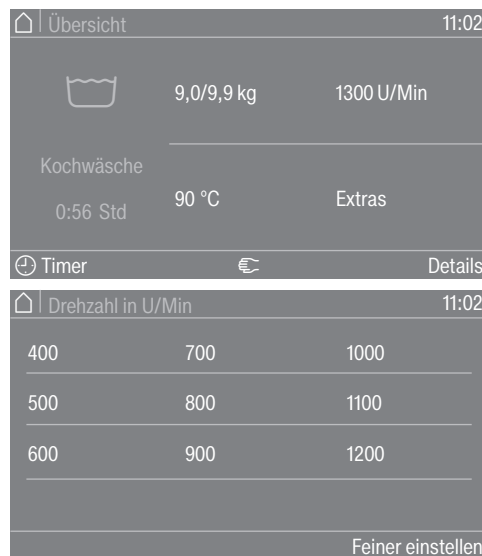 Übersicht 11:02
9,0/9,9 kg 1300 U/Min
Kochwäsche
0:56 Std
90 °C Extras
Timer Details
Drehzahl in U/Min 11:02
400 700 1000
500 800 1100
600 900 1200
Feiner einstellen